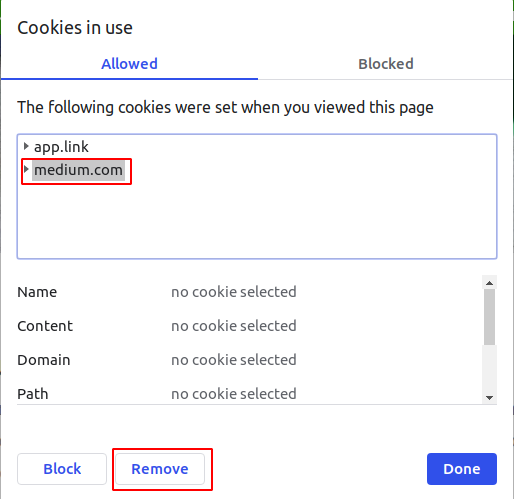 Cookies in use
Allowed Blocked
The following cookies were set when you viewed this page
app.link
medium.com
Name no cookie selected
Content no cookie selected
Domain no cookie selected
Path no cookie selected
Block Remove Done